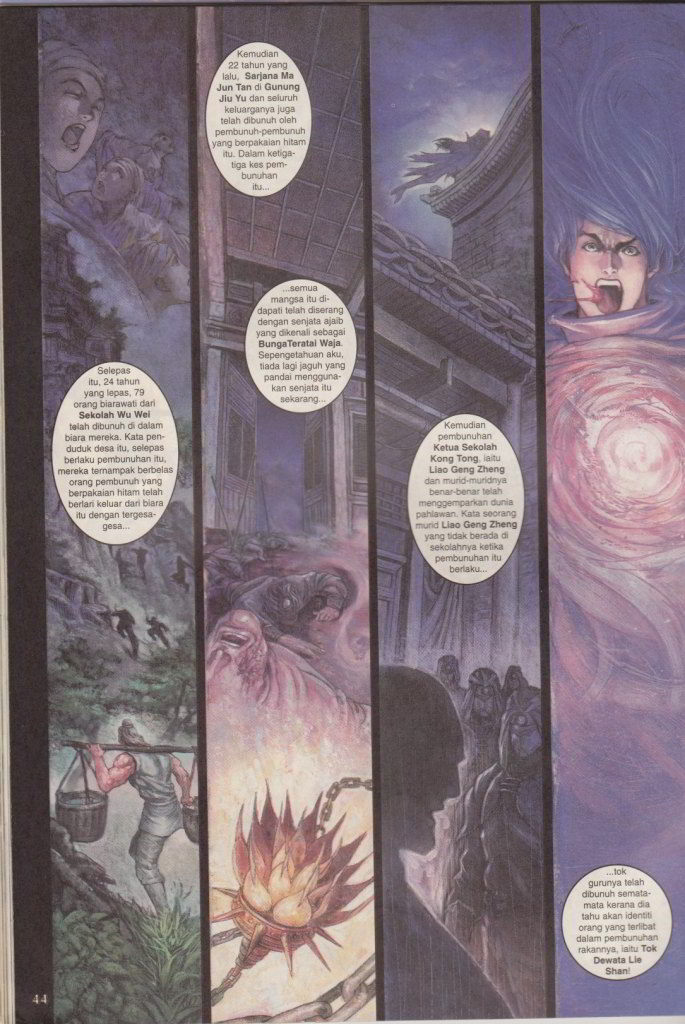 Selepas
itu, 24 tahun
yang lepas, 79
orang biarawati dari
Sekolah Wu Wei
telah dibunuh di dalam
biara mereka. Kata pen-
duduk desa itu, selepas
berlaku pembunuhan itu,
mereka ternampak berbelas
orang pembunuh yang
berpakaian hitam telah
berlari keluar dari biara
itu dengan tergesa-
gesa...
Kemudian
22 tahun yang
lalu, Sarjana Ma
Jun Tan di Gunung
Jiu Yu dan seluruh
keluarganya juga
telah dibunuh oleh
pembunuh-pembunuh
yang berpakaian hitam
itu. Dalam ketiga-
tiga kes pem-
bunuhan
itu...
...semua
mangsa itu di-
dapati telah diserang
dengan senjata ajaib
yang dikenali sebagai
BungaTeratai Waja.
Sepengetahuan aku,
tiada lagi jaguh yang
pandai mengguna-
kan senjata itu
sekarang...
Kemudian
pembunuhan
Ketua Sekolah
Kong Tong, iaitu
Liao Geng Zheng
dan murid-muridnya
benar-benar telah
menggemparkan dunia
pahlawan. Kata seorang
murid Liao Geng Zheng
yang tidak berada di
sekolahnya ketika
pembunuhan itu
berlaku...
...tok
gurunya telah
dibunuh semata-
mata kerana dia
tahu akan identiti
orang yang terlibat
dalam pembunuhan
rakannya, iaitu Tok
Dewata Lie
Shan!
44